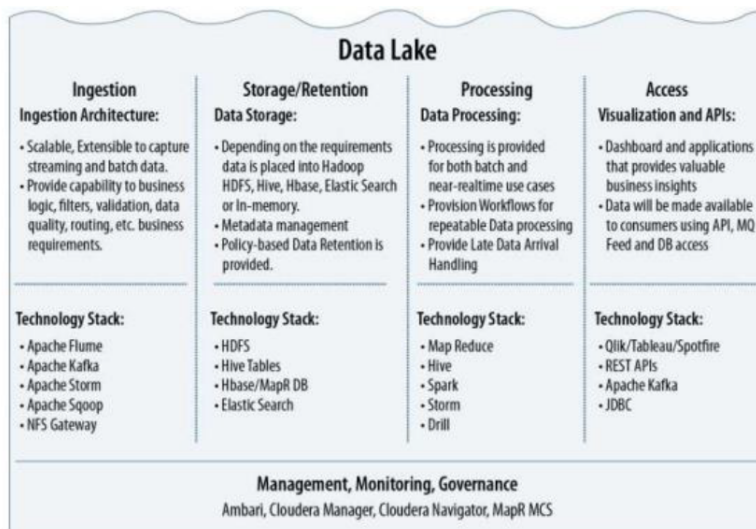 Data Lake
Ingestion
Ingestion Architecture:
• Scalable, Extensible to capture
streaming and batch data.
• Provide capability to business
logic, filters, validation, data
quality, routing, etc. business
requirements.
Technology Stack:
• Apache Flume
• Apache Kafka
• Apache Storm
• Apache Sqoop
• NFS Gateway
Storage/Retention
Data Storage:
• Depending on the requirements
data is placed into Hadoop
HDFS, Hive, Hbase, Elastic Search
or In-memory.
• Metadata management
• Policy-based Data Retention is
provided.
Technology Stack:
• HDFS
• Hive Tables
• Hbase/MapR DB
• Elastic Search
Processing
Data Processing:
• Processing is provided
for both batch and
near-realtime use cases
• Provision Workflows for
repeatable Data processing
• Provide Late Data Arrival
Handling
Technology Stack:
• Map Reduce
• Hive
• Spark
• Storm
• Drill
Access
Visualization and APIs:
• Dashboard and applications
that provides valuable
business insights
• Data will be made available
to consumers using API, MQ
Feed and DB access
Technology Stack:
• Qlik/Tableau/Spotfire
• REST APIs
• Apache Kafka
• JDBC
Management, Monitoring, Governance
Ambari, Cloudera Manager, Cloudera Navigator, MapR MCS